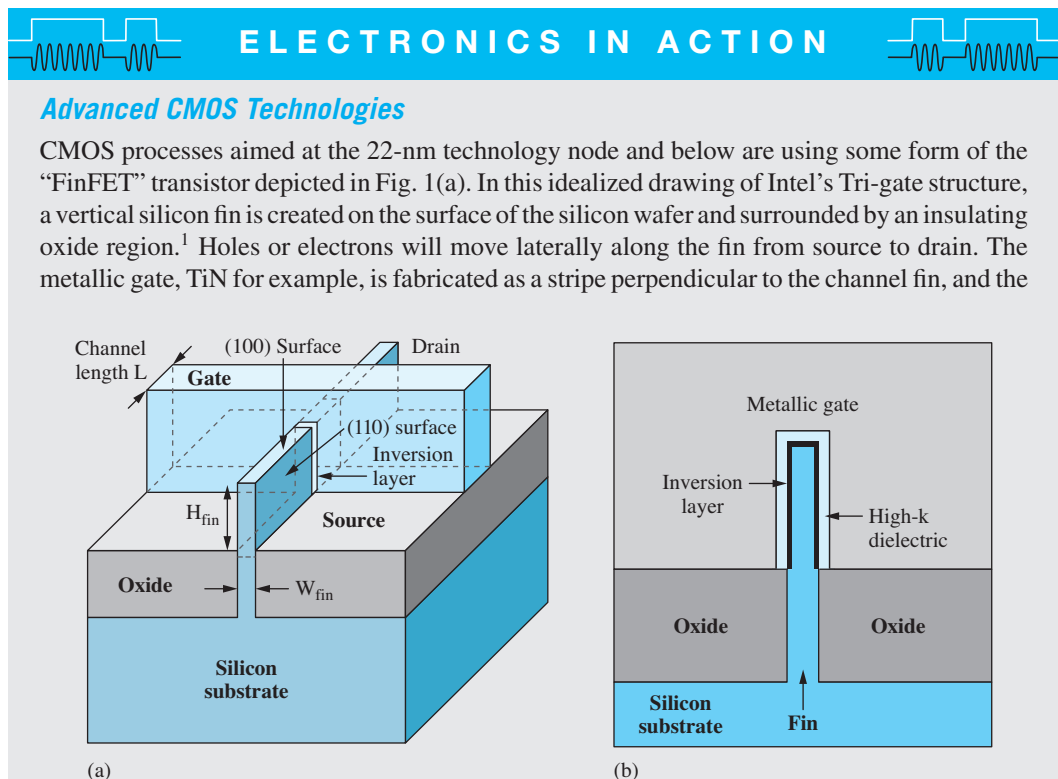 ELECTRONICS IN ACTION
Advanced CMOS Technologies
CMOS processes aimed at the 22-nm technology node and below are using some form of the
“FinFET” transistor depicted in Fig. 1(a). In this idealized drawing of Intel’s Tri-gate structure,
a vertical silicon fin is created on the surface of the silicon wafer and surrounded by an insulating
oxide region.¹ Holes or electrons will move laterally along the fin from source to drain. The
metallic gate, TiN for example, is fabricated as a stripe perpendicular to the channel fin, and the
Channel
length L
(100) Surface
Drain
Gate
(110) surface
Inversion
layer
H_fin
Source
Oxide
W_fin
Silicon
substrate
(a)
Metallic gate
Inversion
layer
High-k
dielectric
Oxide
Oxide
Silicon
substrate
Fin
(b)